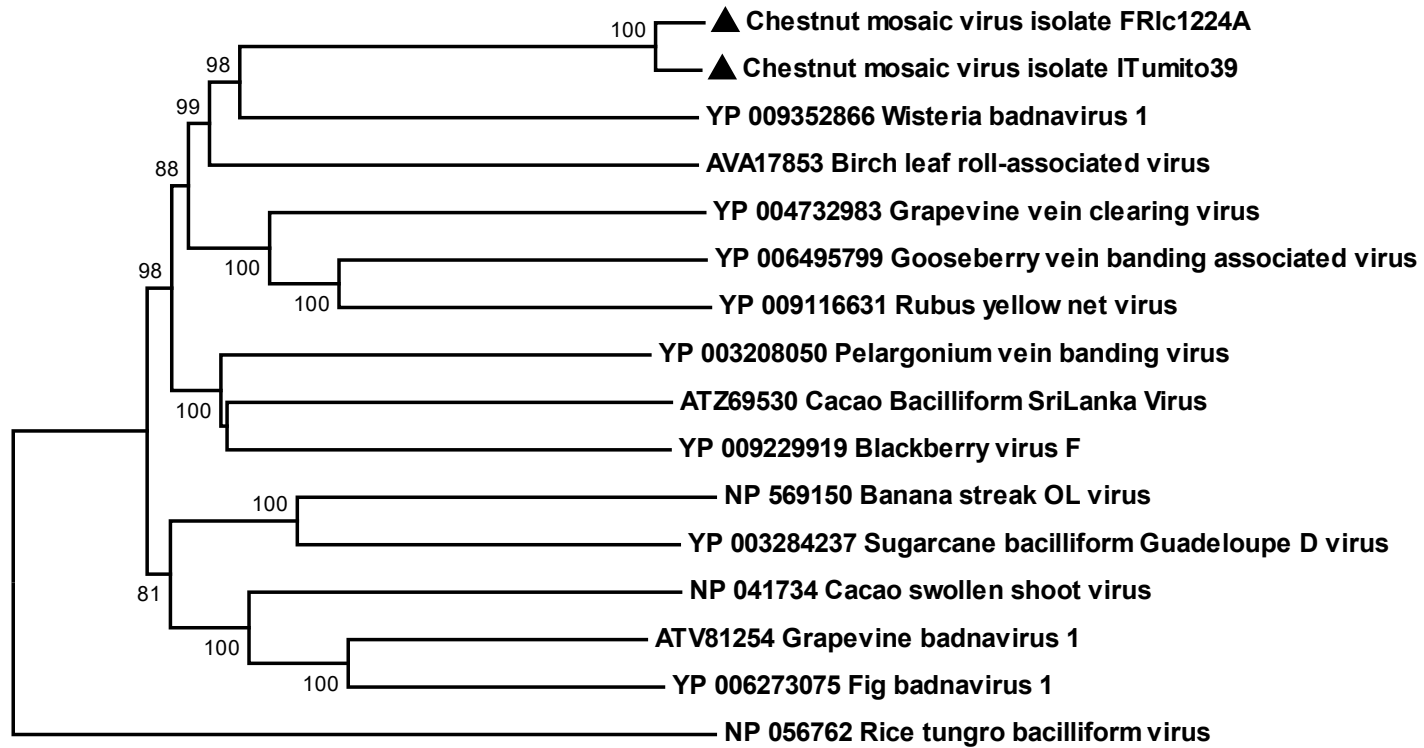 100
▲ Chestnut mosaic virus isolate FRIc1224A
98
▲ Chestnut mosaic virus isolate ITumito39
99
YP 009352866 Wisteria badnavirus 1
88
AVA17853 Birch leaf roll-associated virus
YP 004732983 Grapevine vein clearing virus
98
100
YP 006495799 Gooseberry vein banding associated virus
100
YP 009116631 Rubus yellow net virus
YP 003208050 Pelargonium vein banding virus
100
ATZ69530 Cacao Bacilliform SriLanka Virus
YP 009229919 Blackberry virus F
100
NP 569150 Banana streak OL virus
YP 003284237 Sugarcane bacilliform Guadeloupe D virus
81
NP 041734 Cacao swollen shoot virus
100
ATV81254 Grapevine badnavirus 1
100
YP 006273075 Fig badnavirus 1
NP 056762 Rice tungro bacilliform virus